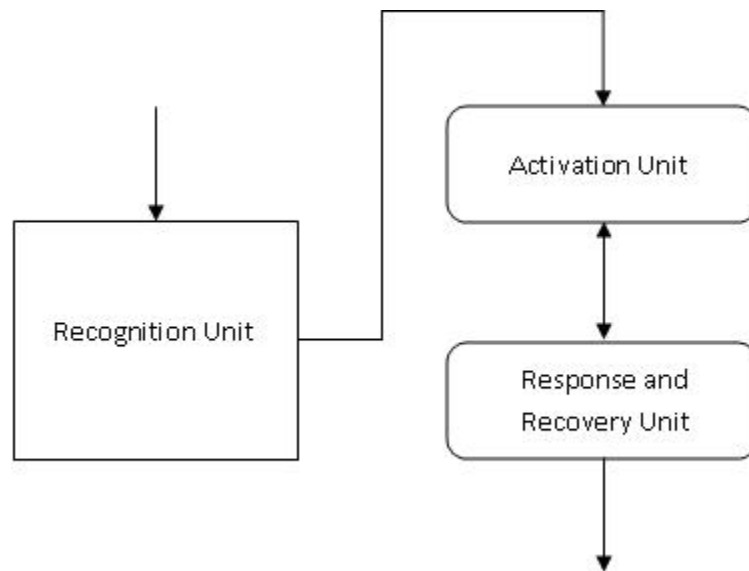 Activation Unit
Recognition Unit
Response and
Recovery Unit